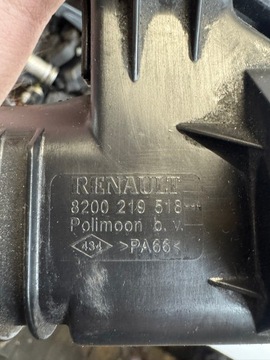 RENAULT
8200 219 518--
Polimoon b.v.
434 >PA66<